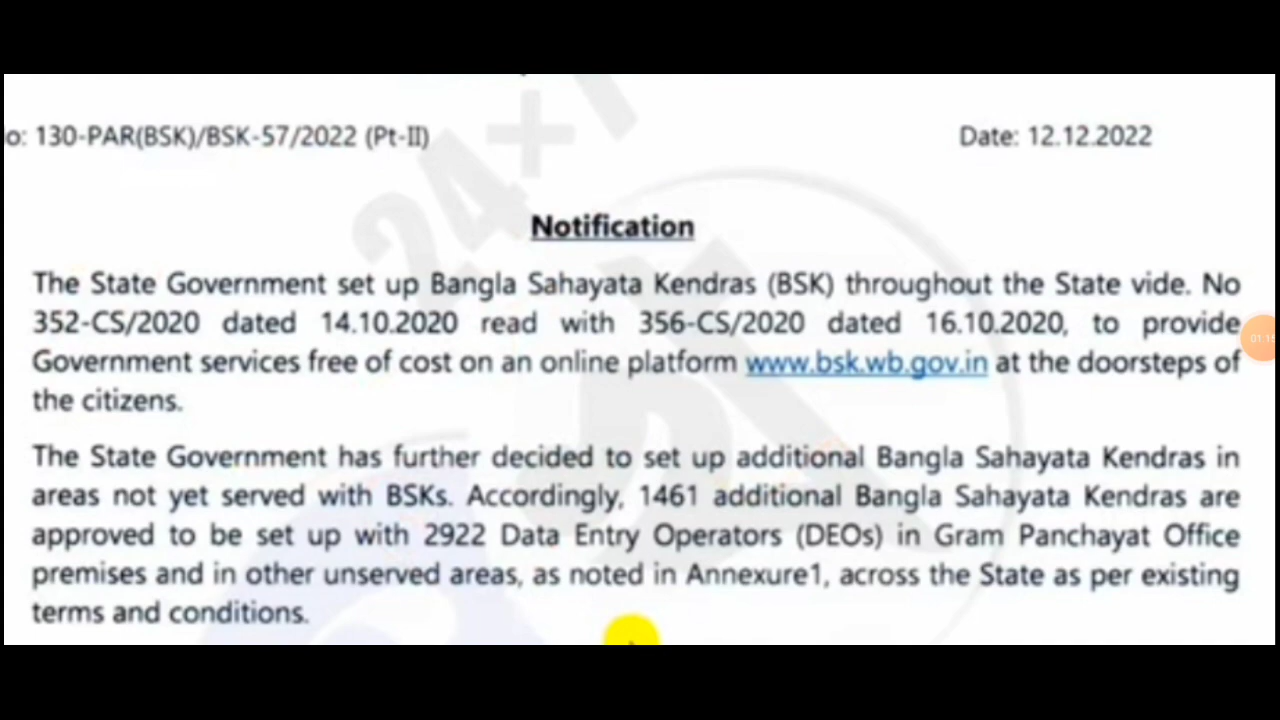 o: 130-PAR(BSK)/BSK-57/2022 (Pt-II) Date: 12.12.2022
Notification
The State Government set up Bangla Sahayata Kendras (BSK) throughout the State vide. No
352-CS/2020 dated 14.10.2020 read with 356-CS/2020 dated 16.10.2020, to provide
Government services free of cost on an online platform www.bsk.wb.gov.in at the doorsteps of
the citizens.
The State Government has further decided to set up additional Bangla Sahayata Kendras in
areas not yet served with BSKs. Accordingly, 1461 additional Bangla Sahayata Kendras are
approved to be set up with 2922 Data Entry Operators (DEOs) in Gram Panchayat Office
premises and in other unserved areas, as noted in Annexure1, across the State as per existing
terms and conditions.
24×7
01:15